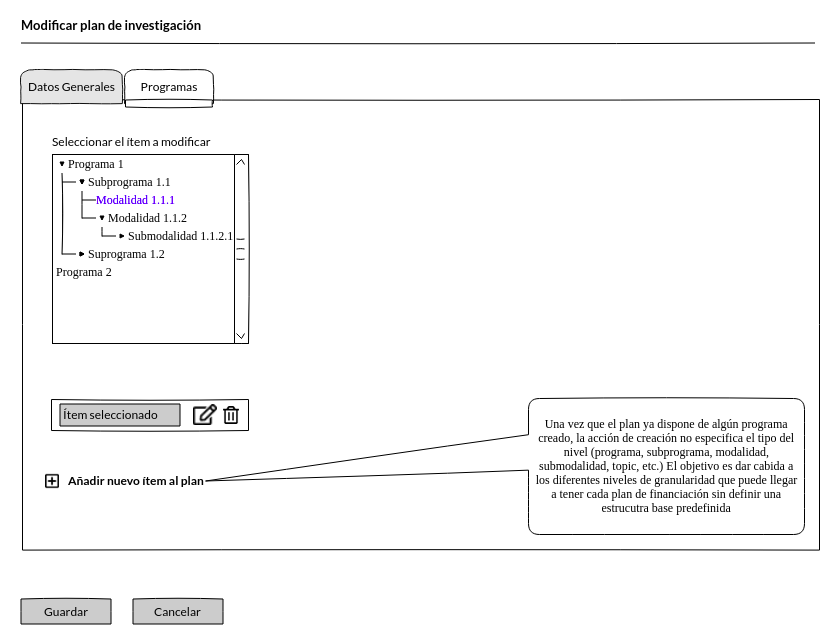 Modificar plan de investigación
Datos Generales
Programas
Seleccionar el ítem a modificar
Programa 1
Subprograma 1.1
Modalidad 1.1.1
Modalidad 1.1.2
Submodalidad 1.1.2.1
Suprograma 1.2
Programa 2
Ítem seleccionado
Añadir nuevo ítem al plan
Una vez que el plan ya dispone de algún programa
creado, la acción de creación no especifica el tipo del
nivel (programa, subprograma, modalidad,
submodalidad, topic, etc.) El objetivo es dar cabida a
los diferentes niveles de granularidad que puede llegar
a tener cada plan de financiación sin definir una
estrucutra base predefinida
Guardar
Cancelar